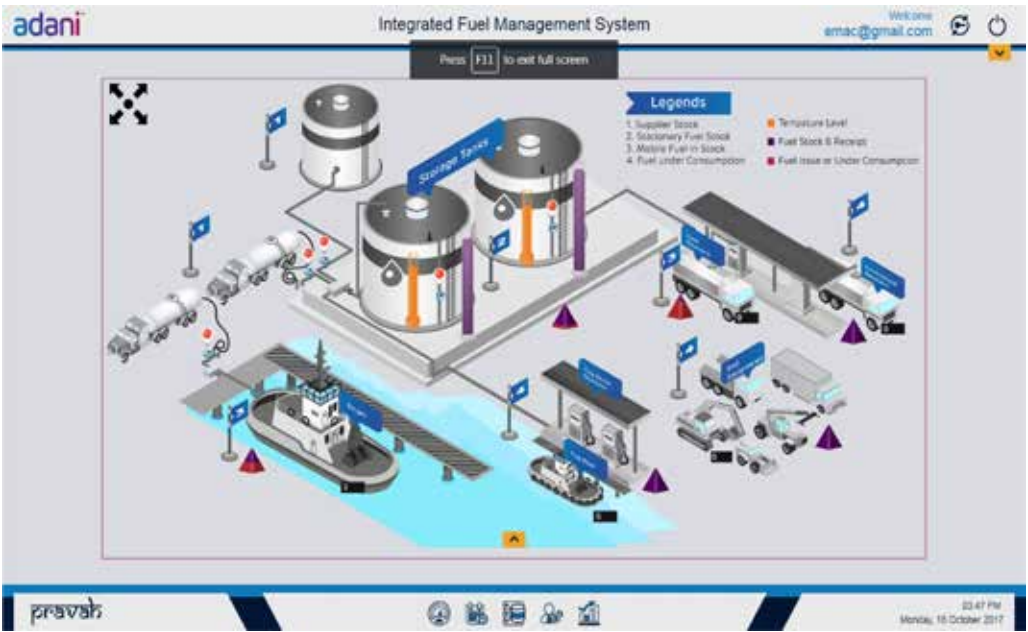 adani
Integrated Fuel Management System
Welcome
emac@gmail.com
Press F11 to exit full screen
Legends
1. Supplier Stock
2. Stationary Fuel Stock
3. Mobile Fuel in Stock
4. Fuel under Consumption
Tempature Level
Fuel Stock & Receipt
Fuel Issue or Under Consumption
Storage Tanks
2
pravah
03:47 PM
Monday, 16 October 2017